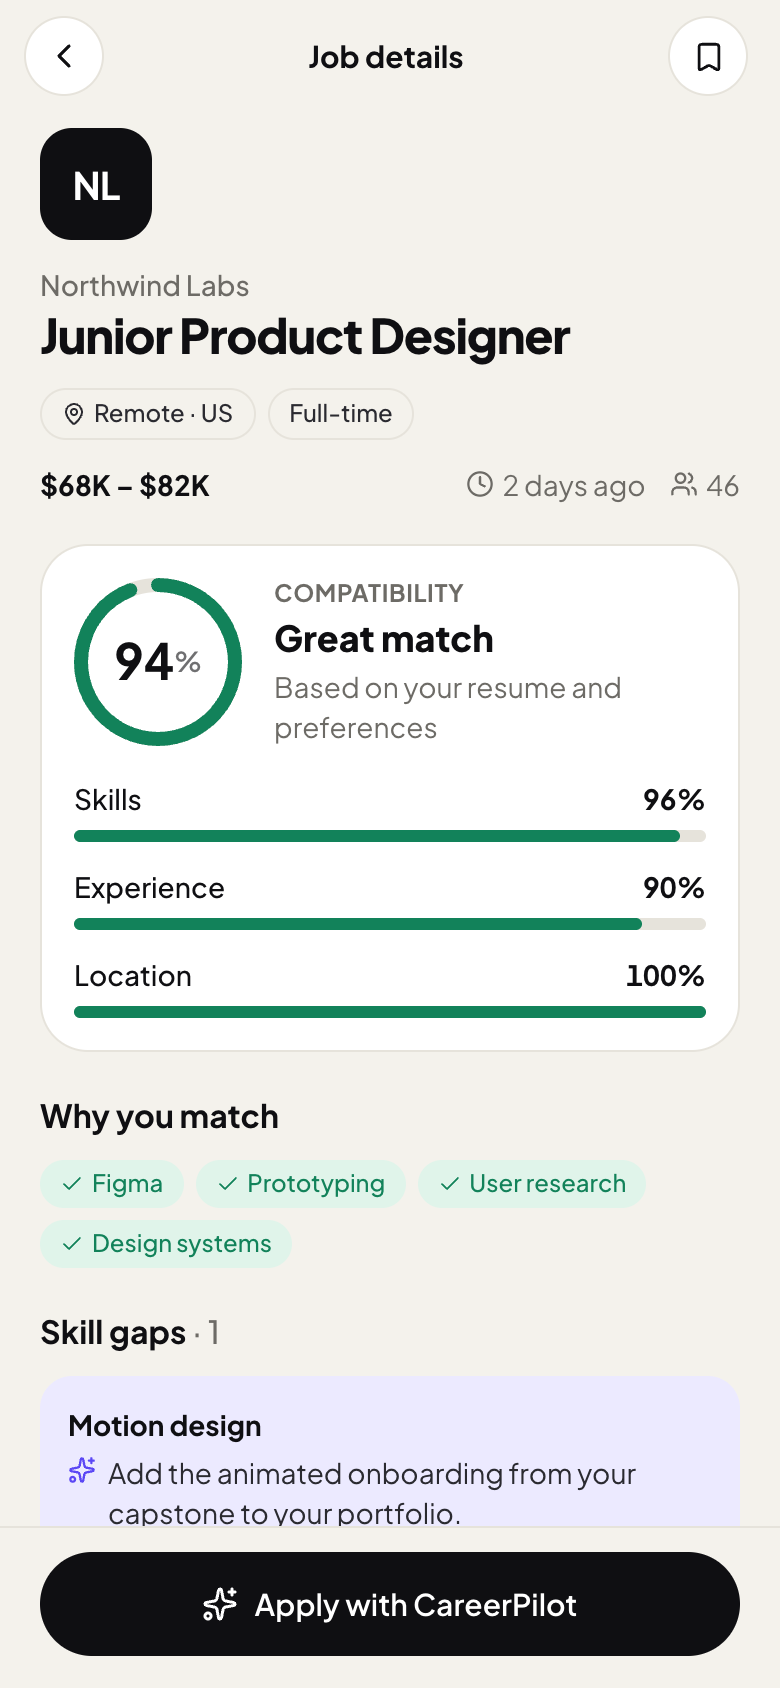 Job details
NL
Northwind Labs
Junior Product Designer
Remote · US
Full-time
$68K – $82K
2 days ago
46
94%
COMPATIBILITY
Great match
Based on your resume and
preferences
Skills
96%
Experience
90%
Location
100%
Why you match
Figma
Prototyping
User research
Design systems
Skill gaps · 1
Motion design
Add the animated onboarding from your
capstone to your portfolio.
Apply with CareerPilot